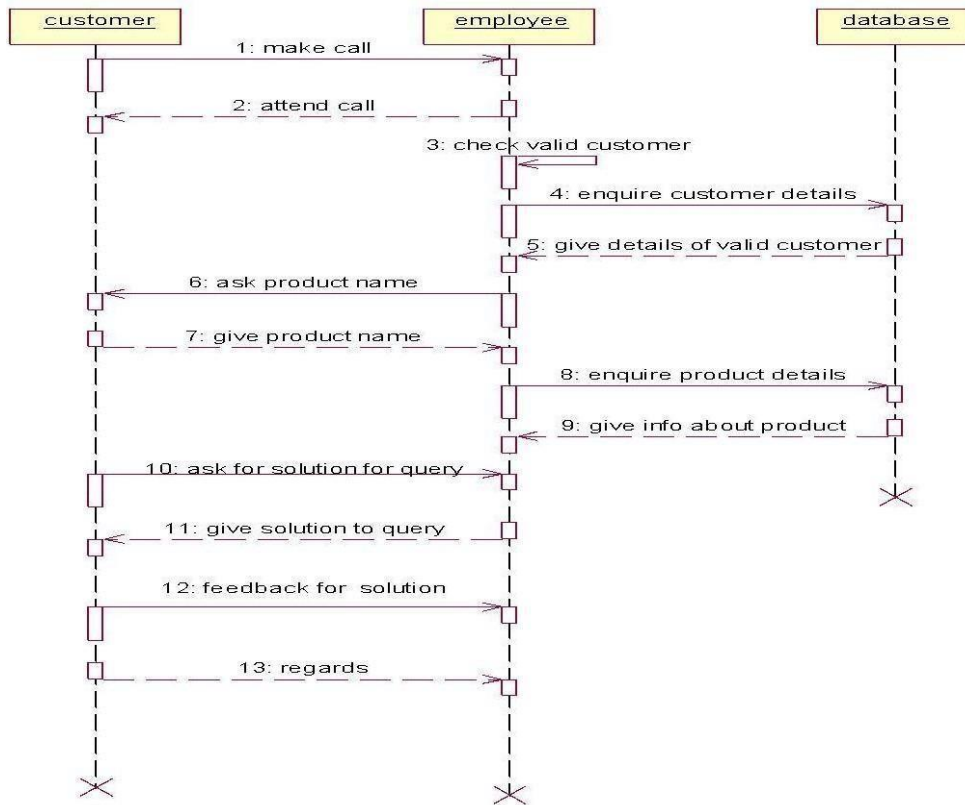 customer
employee
database
1: make call
2: attend call
3: check valid customer
4: enquire customer details
5: give details of valid customer
6: ask product name
7: give product name
8: enquire product details
9: give info about product
10: ask for solution for query
11: give solution to query
12: feedback for solution
13: regards